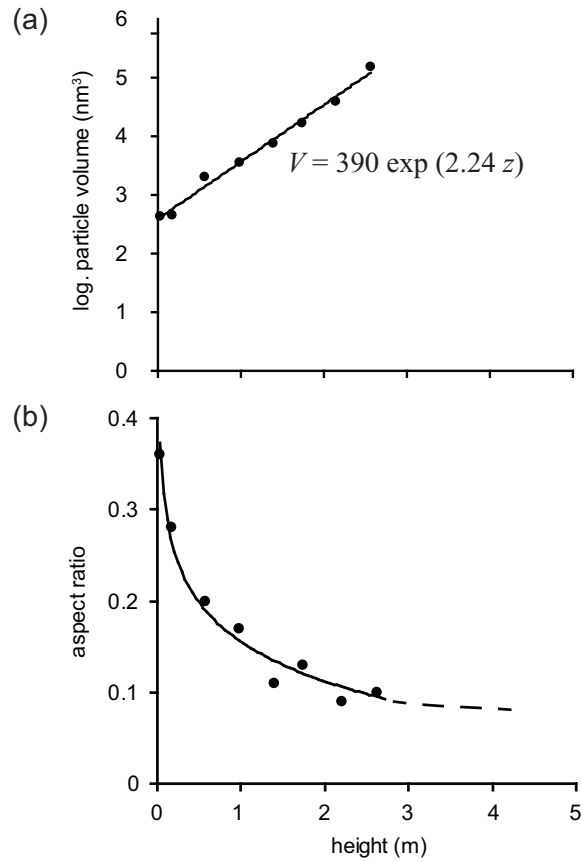 (a)
6
5
4
3
2
1
0
log. particle volume (nm³)
V = 390 exp (2.24 z)
(b)
0.4
0.3
0.2
0.1
0
aspect ratio
0 1 2 3 4 5
height (m)